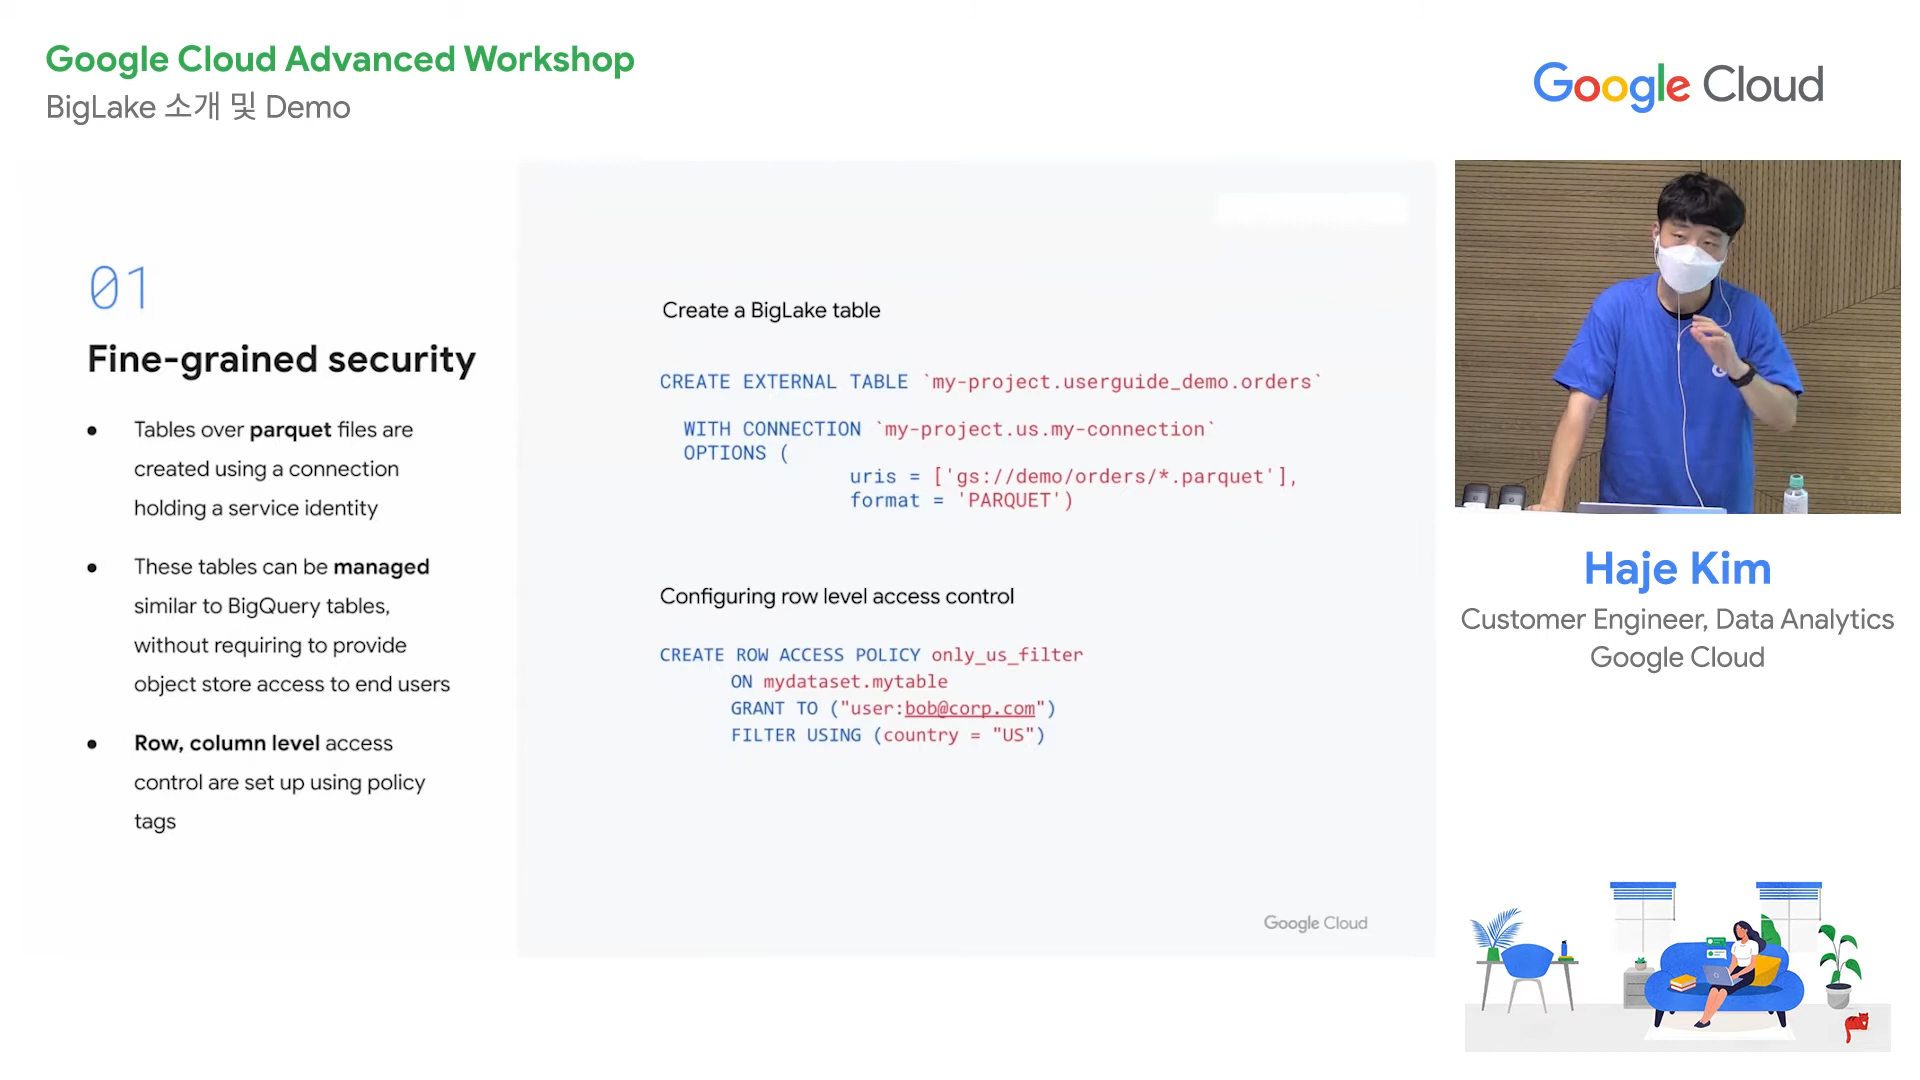 Google Cloud Advanced Workshop
BigLake 소개 및 Demo
Google Cloud
01
Fine-grained security
● Tables over parquet files are
created using a connection
holding a service identity
● These tables can be managed
similar to BigQuery tables,
without requiring to provide
object store access to end users
● Row, column level access
control are set up using policy
tags
Create a BigLake table
CREATE EXTERNAL TABLE `my-project.userguide_demo.orders`
WITH CONNECTION `my-project.us.my-connection`
OPTIONS (
uris = ['gs://demo/orders/*.parquet'],
format = 'PARQUET')
Configuring row level access control
CREATE ROW ACCESS POLICY only_us_filter
ON mydataset.mytable
GRANT TO ("user:bob@corp.com")
FILTER USING (country = "US")
Google Cloud
Haje Kim
Customer Engineer, Data Analytics
Google Cloud